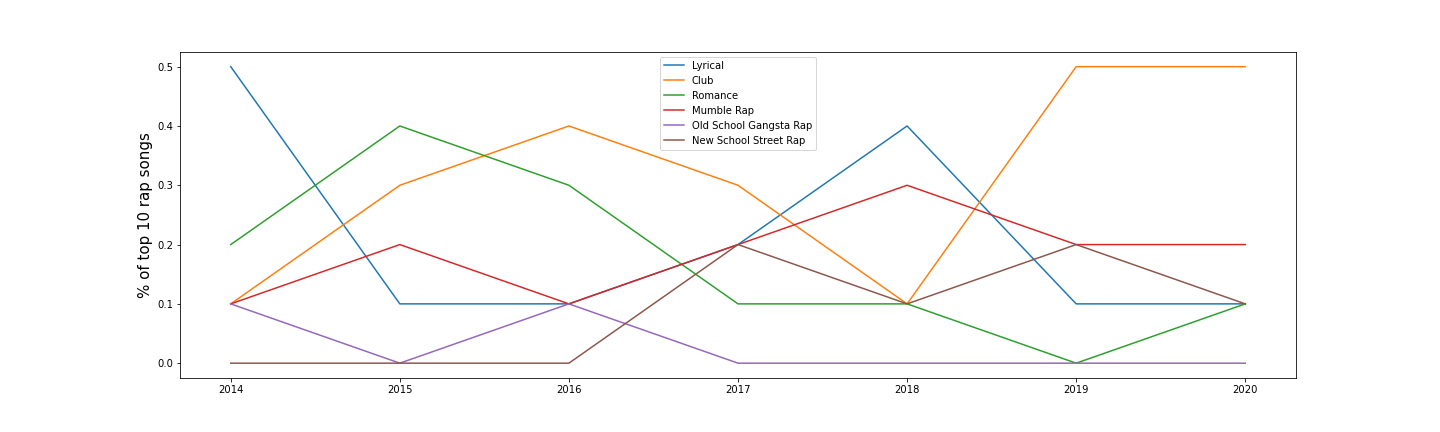 Lyrical
Club
Romance
Mumble Rap
Old School Gangsta Rap
New School Street Rap
% of top 10 rap songs
0.5
0.4
0.3
0.2
0.1
0.0
2014 2015 2016 2017 2018 2019 2020